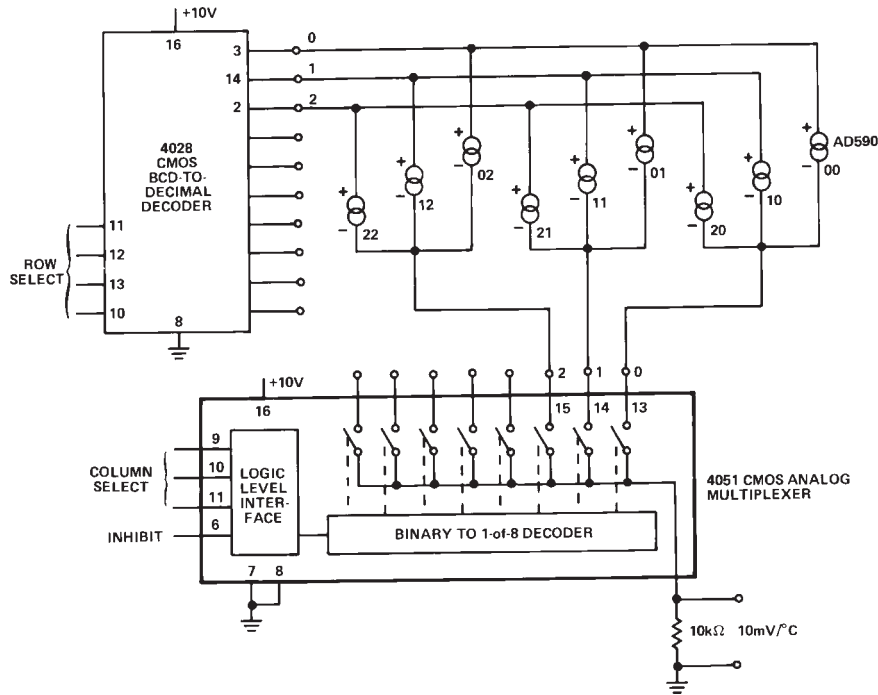 +10V
16
3
0
14
1
2
2
4028
CMOS
BCD-TO-
DECIMAL
DECODER
+
–
AD590
00
+
–
01
+
–
02
+
–
10
+
–
11
+
–
12
+
–
20
+
–
21
+
–
22
ROW
SELECT
11
12
13
10
8
+10V
16
2
1
0
15
14
13
COLUMN
SELECT
9
10
11
INHIBIT
6
LOGIC
LEVEL
INTER-
FACE
BINARY TO 1-of-8 DECODER
4051 CMOS ANALOG
MULTIPLEXER
7
8
10kΩ 10mV/°C